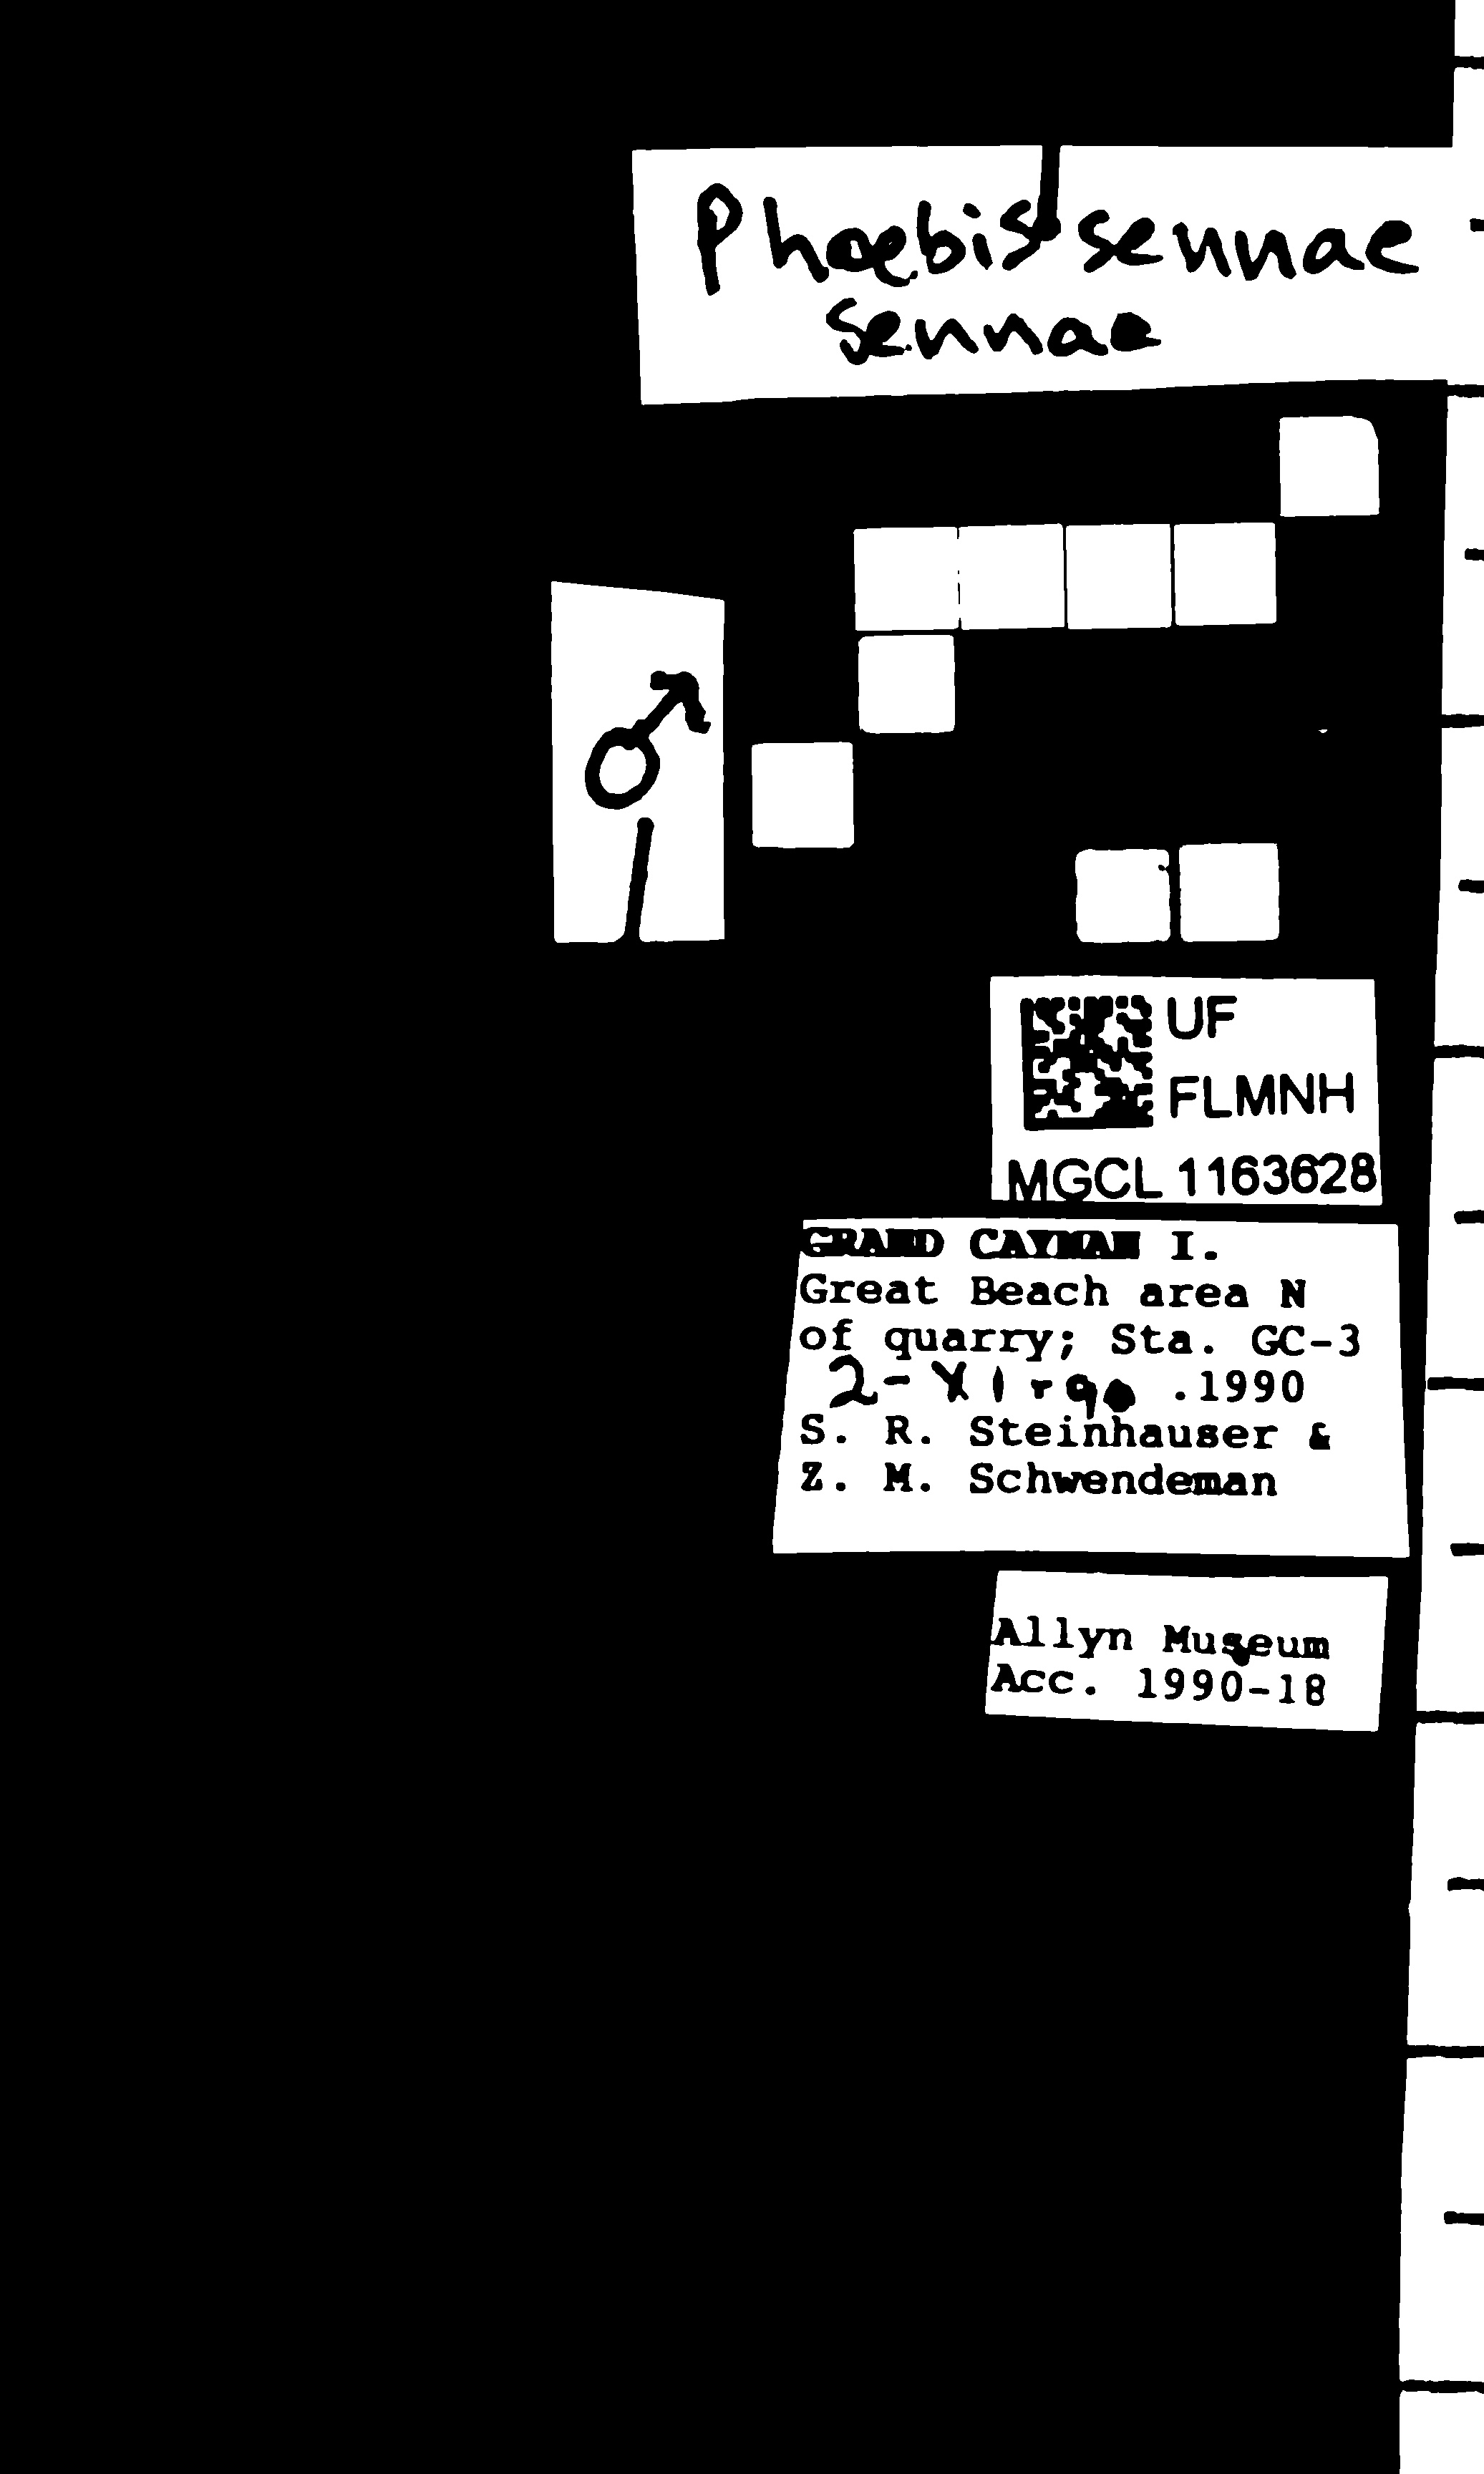 Phoebis sennae
sennae
♂
UF
FLMNH
MGCL 1163628
GRAND CAYMAN I.
Great Beach area N
of quarry; Sta. GC-3
.1990
S. R. Steinhauser &
Z. M. Schwendeman
Allyn Museum
Acc. 1990-18